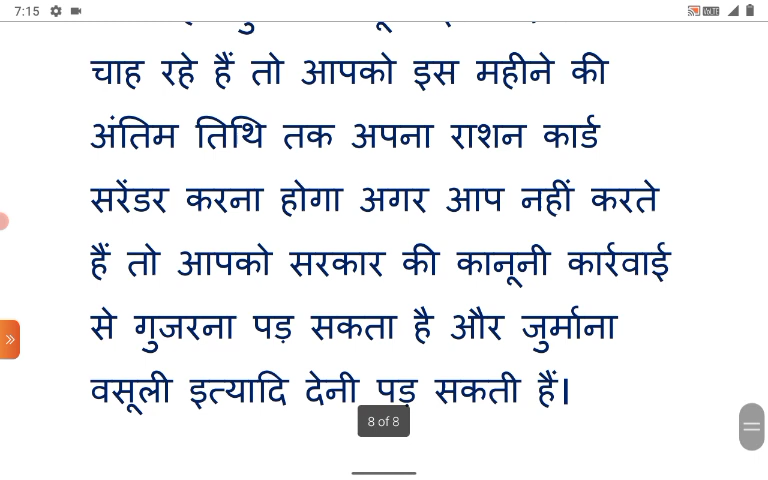 7:15
चाह रहे हैं तो आपको इस महीने की
अंतिम तिथि तक अपना राशन कार्ड
सरेंडर करना होगा अगर आप नहीं करते
हैं तो आपको सरकार की कानूनी कार्रवाई
से गुजरना पड़ सकता है और जुर्माना
वसूली इत्यादि देनी पड़ सकती हैं।
8 of 8